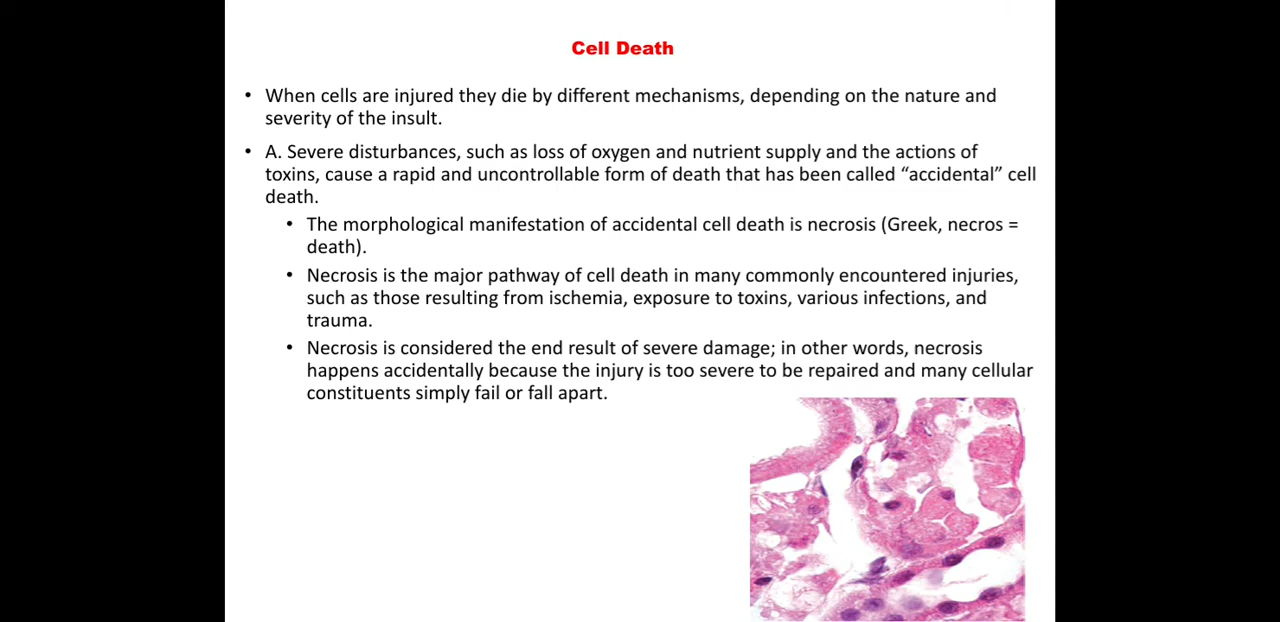 Cell Death
• When cells are injured they die by different mechanisms, depending on the nature and
severity of the insult.
• A. Severe disturbances, such as loss of oxygen and nutrient supply and the actions of
toxins, cause a rapid and uncontrollable form of death that has been called “accidental” cell
death.
• The morphological manifestation of accidental cell death is necrosis (Greek, necros =
death).
• Necrosis is the major pathway of cell death in many commonly encountered injuries,
such as those resulting from ischemia, exposure to toxins, various infections, and
trauma.
• Necrosis is considered the end result of severe damage; in other words, necrosis
happens accidentally because the injury is too severe to be repaired and many cellular
constituents simply fail or fall apart.